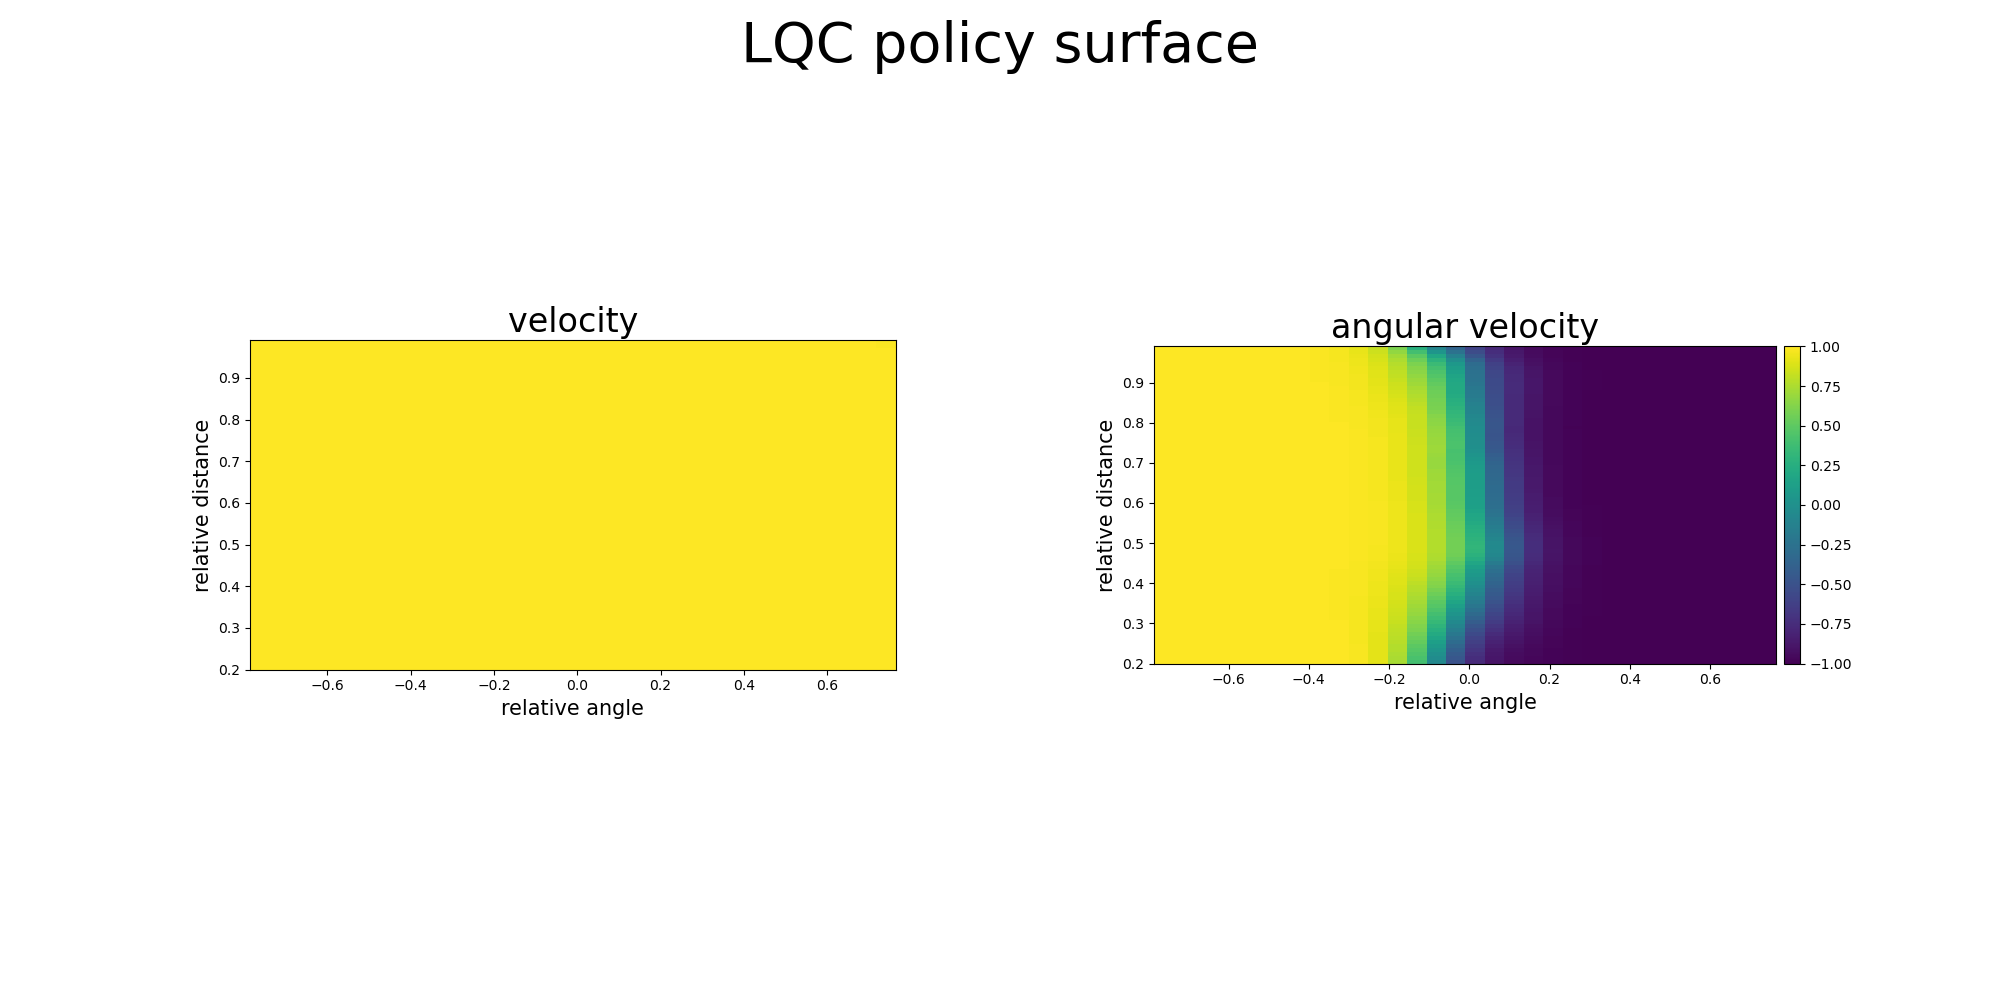 LQC policy surface
velocity
relative distance
0.9
0.8
0.7
0.6
0.5
0.4
0.3
0.2
−0.6 −0.4 −0.2 0.0 0.2 0.4 0.6
relative angle
angular velocity
relative distance
0.9
0.8
0.7
0.6
0.5
0.4
0.3
0.2
−0.6 −0.4 −0.2 0.0 0.2 0.4 0.6
relative angle
1.00
0.75
0.50
0.25
0.00
−0.25
−0.50
−0.75
−1.00